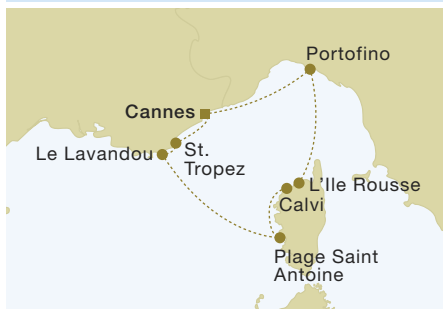 Portofino
Cannes
St.
Tropez
Le Lavandou
L'Ile Rousse
Calvi
Plage Saint
Antoine